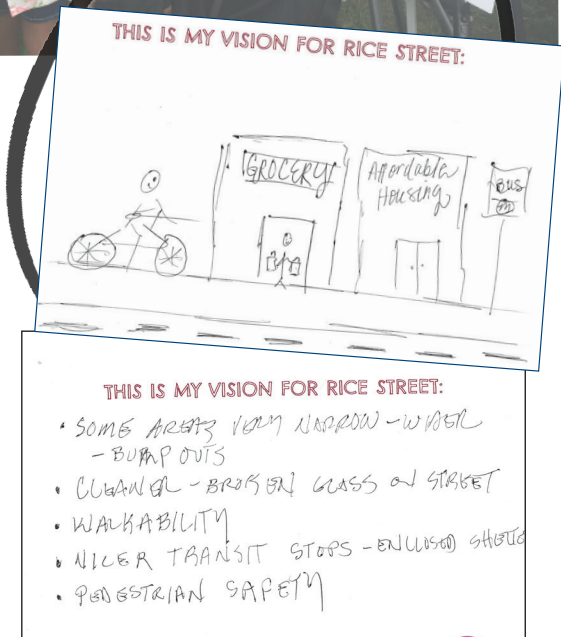 THIS IS MY VISION FOR RICE STREET:
GROCERY
Affordable
Housing
BUS
THIS IS MY VISION FOR RICE STREET:
• SOME AREAS VERY NARROW - WIDER
- BUMP OUTS
• CLEANER - BROKEN GLASS ON STREET
• WALKABILITY
• NICER TRANSIT STOPS - ENCLOSED
• PEDESTRIAN SAFETY